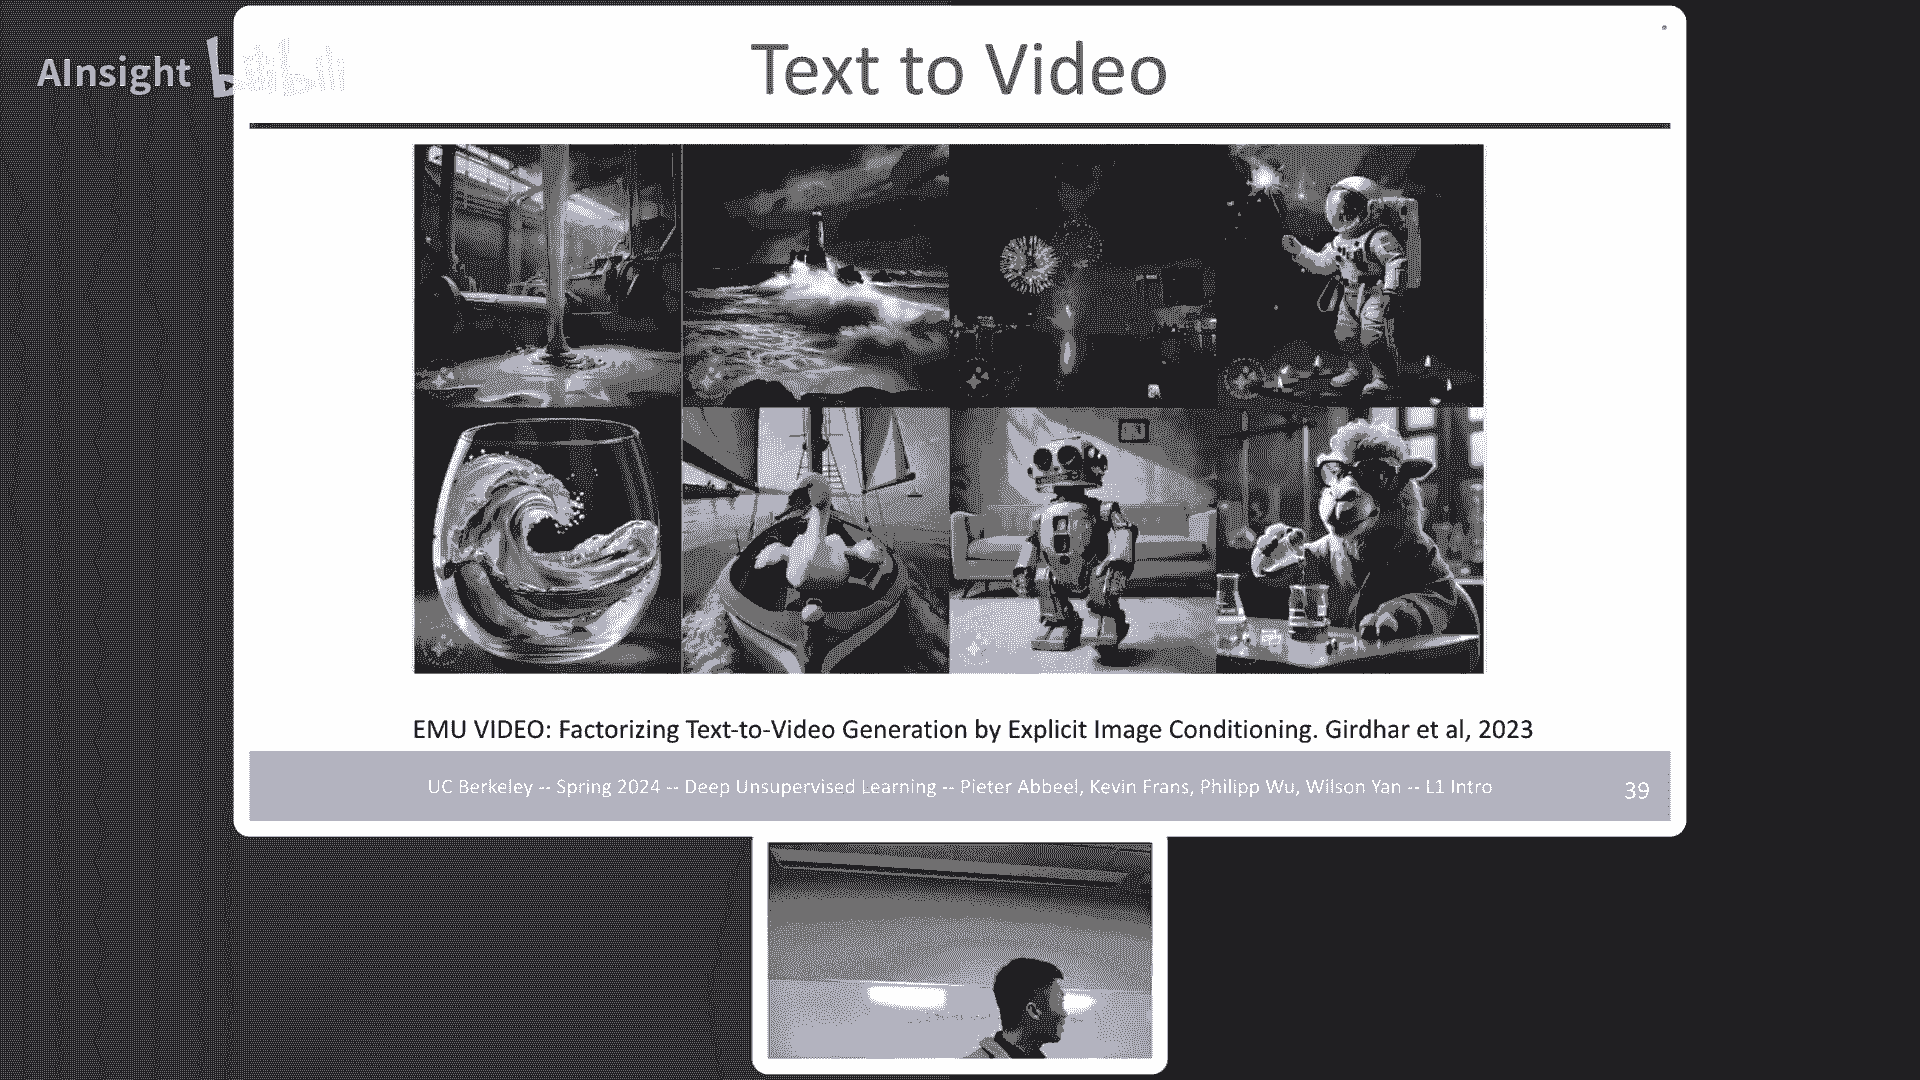 AInsight bilibili
Text to Video
EMU VIDEO: Factorizing Text-to-Video Generation by Explicit Image Conditioning. Girdhar et al, 2023
UC Berkeley -- Spring 2024 -- Deep Unsupervised Learning -- Pieter Abbeel, Kevin Frans, Philipp Wu, Wilson Yan -- L1 Intro
39